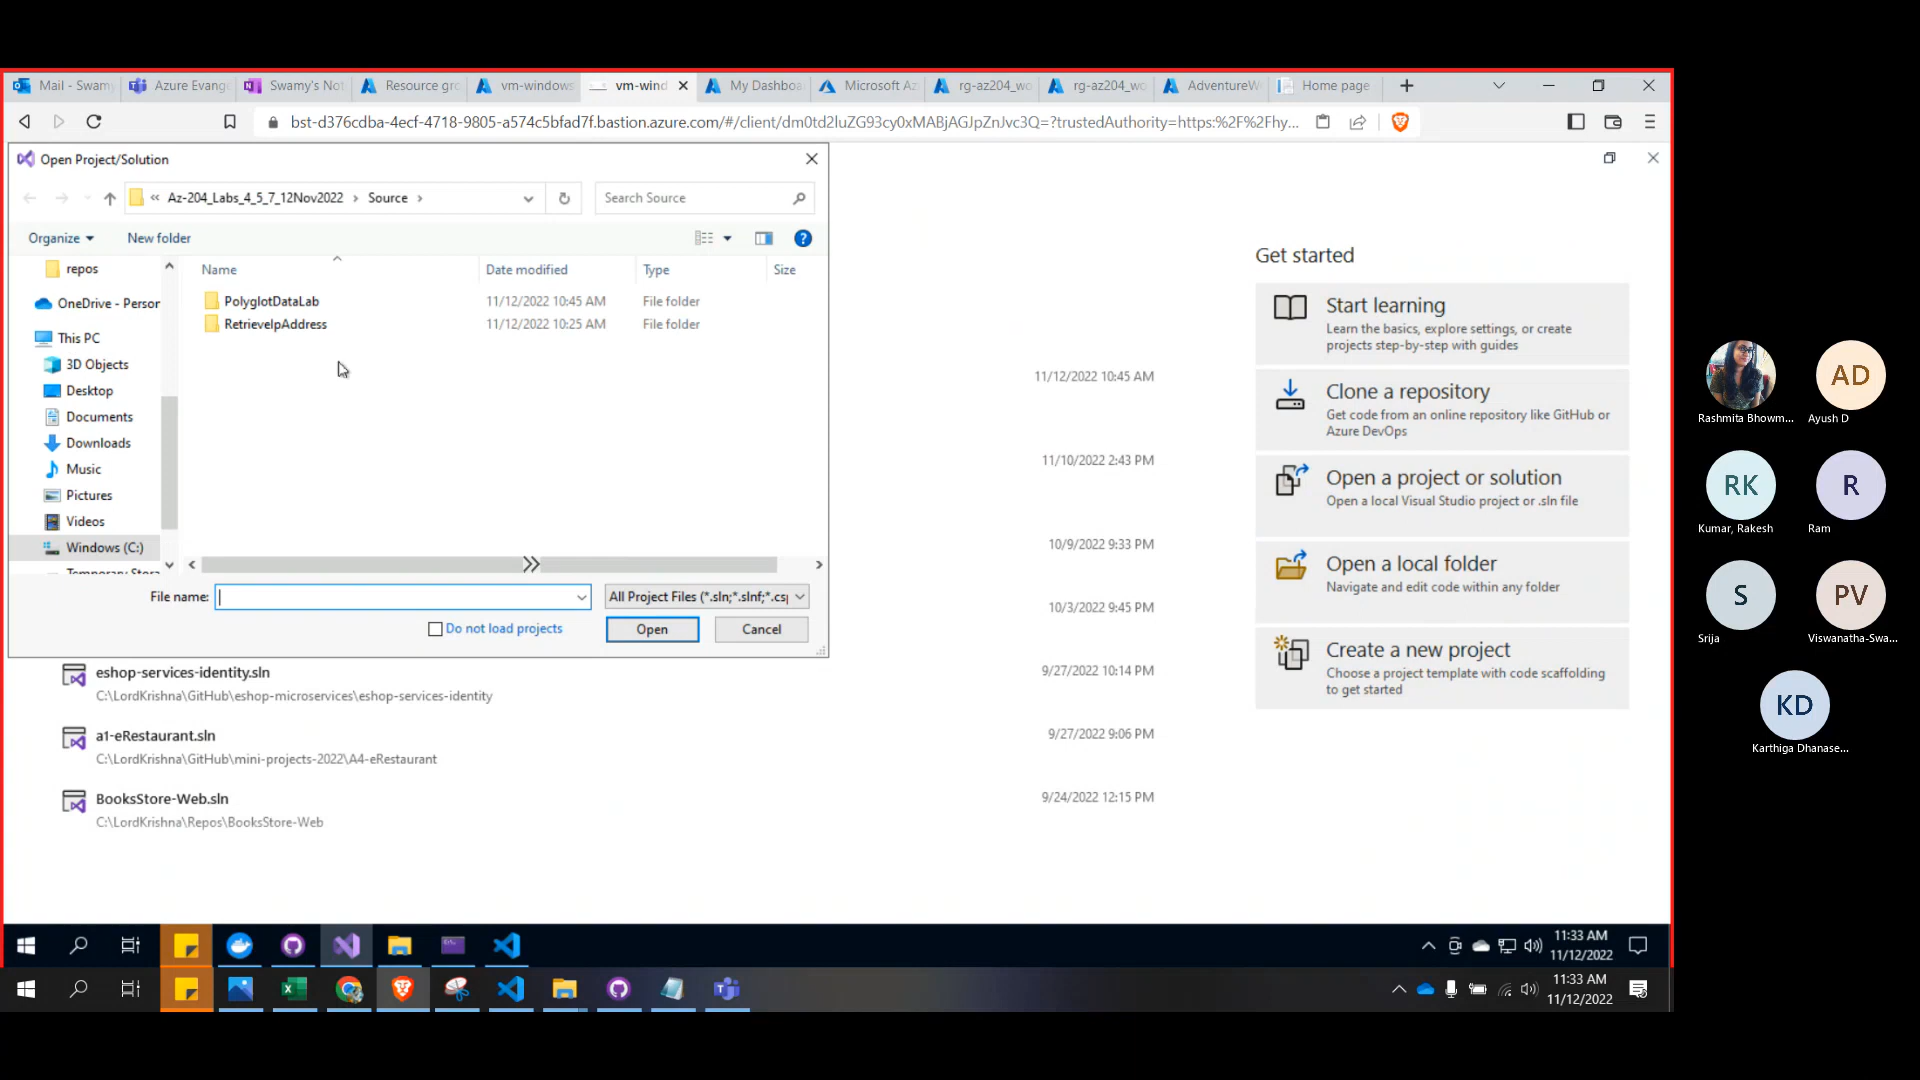 Mail - Swamy
Azure Evang
Swamy's Not
Resource gro
vm-windows
vm-wind
My Dashboa
Microsoft Az
rg-az204_wo
rg-az204_wo
AdventureW
Home page
bst-d376cdba-4ecf-4718-9805-a574c5bfad7f.bastion.azure.com/#/client/dm0td2luZG93cy0xMABjAGJpZnJvc3Q=?trustedAuthority=https:%2F%2Fhy...
Open Project/Solution
« Az-204_Labs_4_5_7_12Nov2022 › Source ›
Search Source
Organize
New folder
Name
Date modified
Type
Size
repos
OneDrive - Person
This PC
3D Objects
Desktop
Documents
Downloads
Music
Pictures
Videos
Windows (C:)
PolyglotDataLab 11/12/2022 10:45 AM File folder
RetrieveIpAddress 11/12/2022 10:25 AM File folder
File name:
All Project Files (*.sln;*.slnf;*.csp
Do not load projects
Open
Cancel
11/12/2022 10:45 AM
11/10/2022 2:43 PM
10/9/2022 9:33 PM
10/3/2022 9:45 PM
eshop-services-identity.sln 9/27/2022 10:14 PM
C:\LordKrishna\GitHub\eshop-microservices\eshop-services-identity
a1-eRestaurant.sln 9/27/2022 9:06 PM
C:\LordKrishna\GitHub\mini-projects-2022\A4-eRestaurant
BooksStore-Web.sln 9/24/2022 12:15 PM
C:\LordKrishna\Repos\BooksStore-Web
Get started
Start learning
Learn the basics, explore settings, or create
projects step-by-step with guides
Clone a repository
Get code from an online repository like GitHub or
Azure DevOps
Open a project or solution
Open a local Visual Studio project or .sln file
Open a local folder
Navigate and edit code within any folder
Create a new project
Choose a project template with code scaffolding
to get started
11:33 AM
11/12/2022
11:33 AM
11/12/2022
Rashmita Bhowm...
AD
Ayush D
RK
Kumar, Rakesh
R
Ram
S
Srija
PV
Viswanatha-Swa...
KD
Karthiga Dhanase...